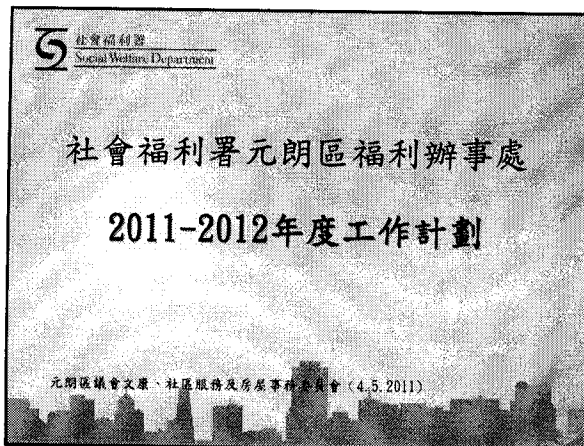 社會福利署
Social Welfare Department
社會福利署元朗區福利辦事處
2011-2012年度工作計劃
元朗區議會文康、社區服務及房屋事務委員會 (4.5.2011)